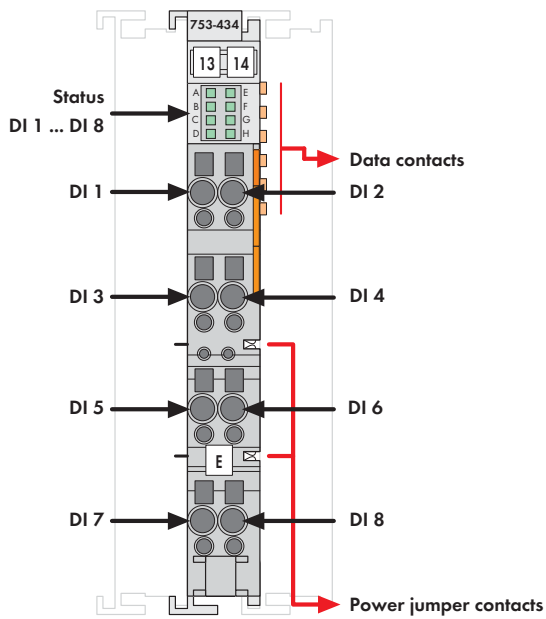 753-434
13 14
A E
B F
C G
D H
Status
DI 1 ... DI 8
Data contacts
DI 1
DI 2
DI 3
DI 4
DI 5
DI 6
E
DI 7
DI 8
Power jumper contacts